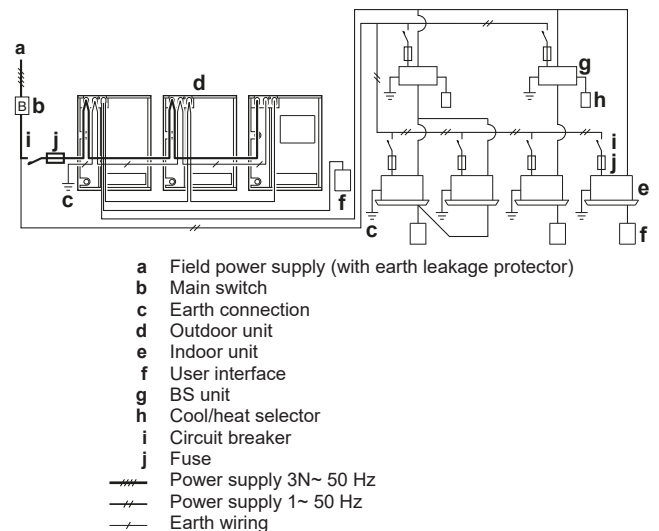 a
B b
i j
c
d
f
g
h
i
j
e
c
f
a Field power supply (with earth leakage protector)
b Main switch
c Earth connection
d Outdoor unit
e Indoor unit
f User interface
g BS unit
h Cool/heat selector
i Circuit breaker
j Fuse
Power supply 3N~ 50 Hz
Power supply 1~ 50 Hz
Earth wiring